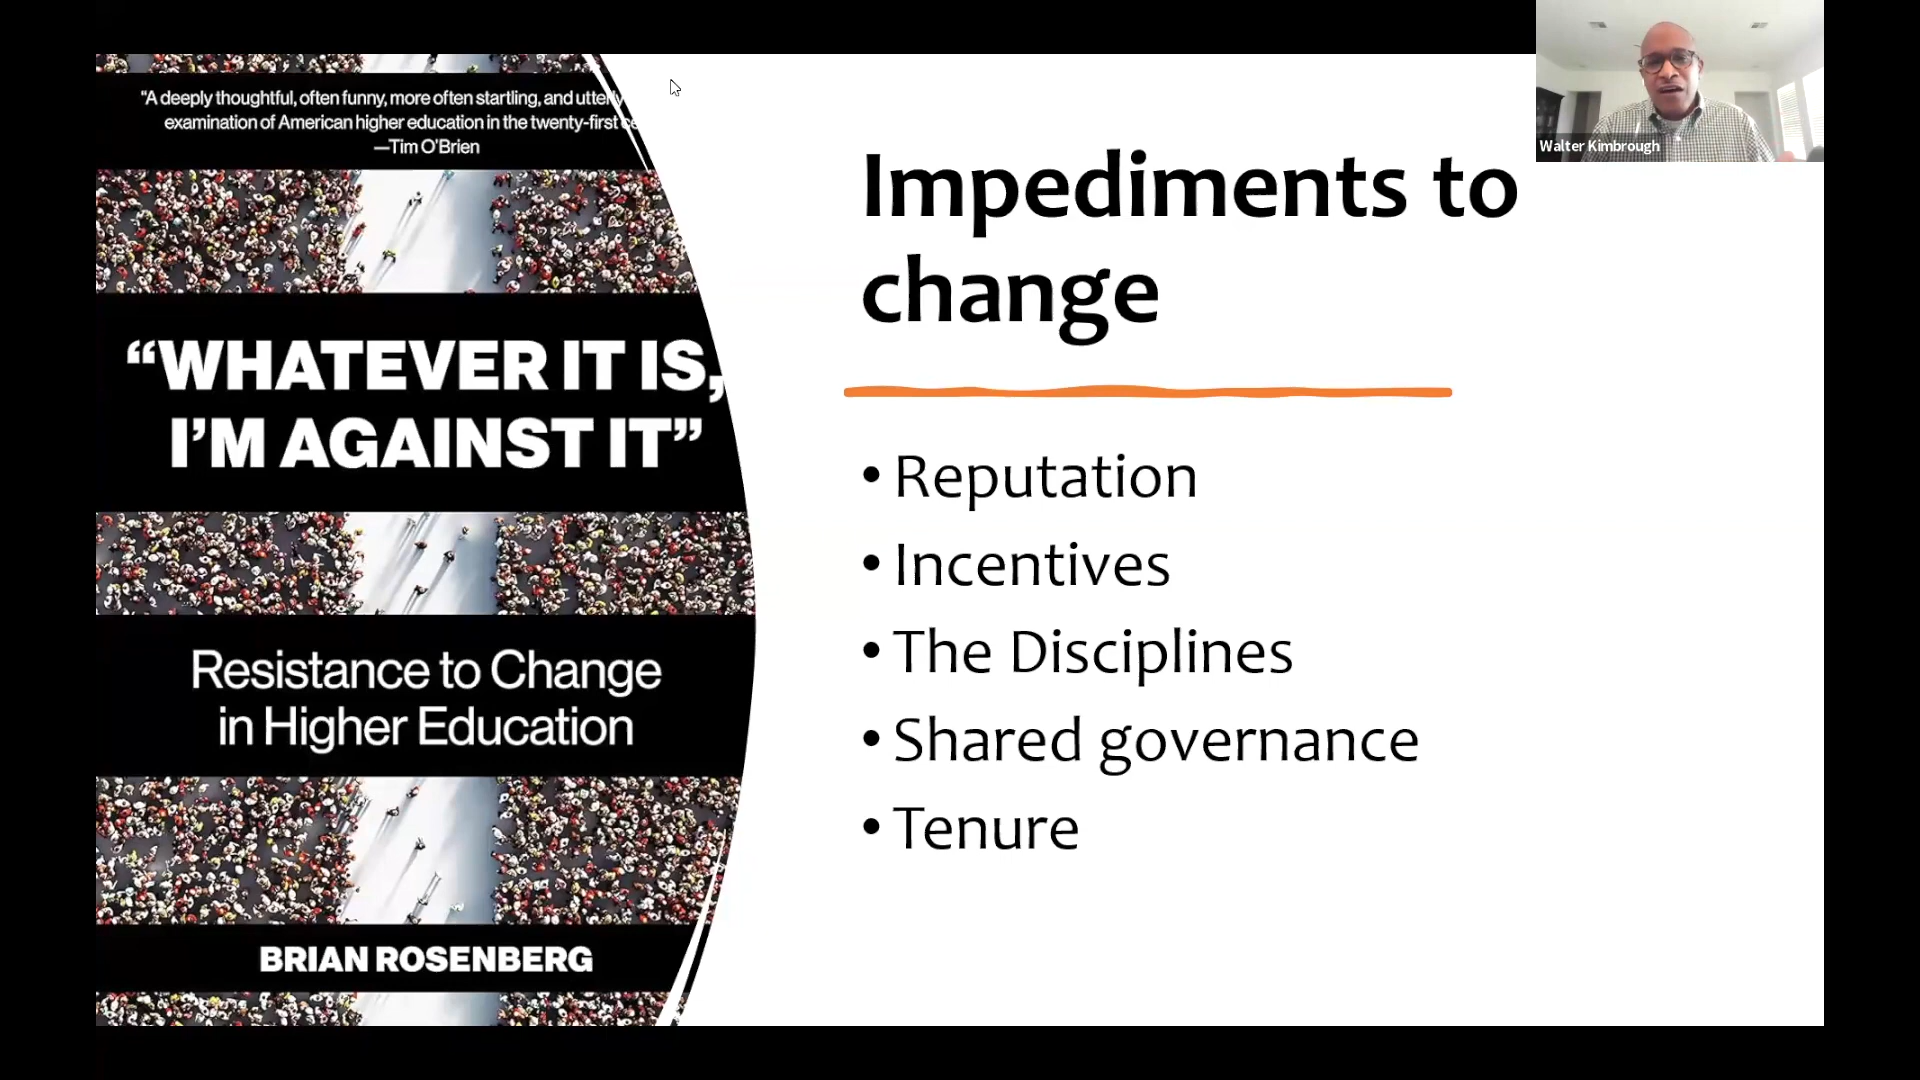 "A deeply thoughtful, often funny, more often startling, and utterly
examination of American higher education in the twenty-first
—Tim O'Brien
"WHATEVER IT IS,
I'M AGAINST IT"
Resistance to Change
in Higher Education
BRIAN ROSENBERG
Impediments to
change
• Reputation
• Incentives
• The Disciplines
• Shared governance
• Tenure
Walter Kimbrough